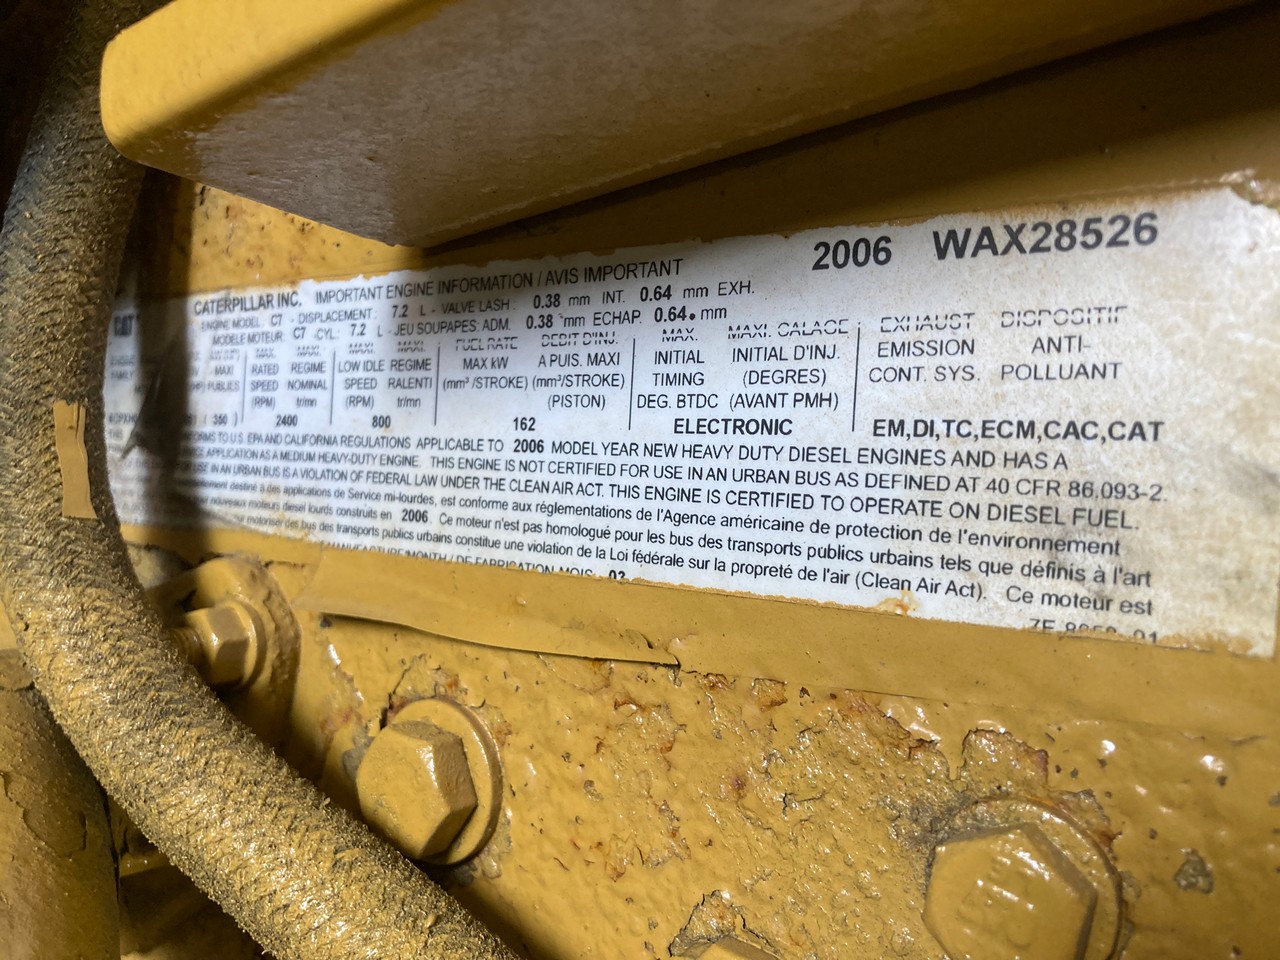 2006 WAX28526
CATERPILLAR INC. IMPORTANT ENGINE INFORMATION / AVIS IMPORTANT
ENGINE MODEL: C7 - DISPLACEMENT: 7.2 L - VALVE LASH: 0.38 mm INT. 0.64 mm EXH.
MODELE MOTEUR: C7 -CYL: 7.2 L - JEU SOUPAPES: ADM. 0.38 mm ECHAP. 0.64 mm
CAT
MAX. MAXI. MAXI. MAXI. FUEL RATE DEBIT D'INJ. MAX. MAXI. CALAGE EXHAUST DISPOSITIF
MAXI RATED REGIME LOW IDLE REGIME MAX kW A PUIS. MAXI INITIAL INITIAL D'INJ. EMISSION ANTI-
PUBLIES SPEED NOMINAL SPEED RALENTI (mm³ /STROKE) (mm³/STROKE) TIMING (DEGRES) CONT. SYS. POLLUANT
(RPM) tr/mn (RPM) tr/mn (PISTON) DEG. BTDC (AVANT PMH)
350 ) 2400 800 162 ELECTRONIC EM,DI,TC,ECM,CAC,CAT
TO U.S. EPA AND CALIFORNIA REGULATIONS APPLICABLE TO 2006 MODEL YEAR NEW HEAVY DUTY DIESEL ENGINES AND HAS A
APPLICATION AS A MEDIUM HEAVY-DUTY ENGINE. THIS ENGINE IS NOT CERTIFIED FOR USE IN AN URBAN BUS AS DEFINED AT 40 CFR 86.093-2.
USE IN AN URBAN BUS IS A VIOLATION OF FEDERAL LAW UNDER THE CLEAN AIR ACT. THIS ENGINE IS CERTIFIED TO OPERATE ON DIESEL FUEL.
destiné à des applications de Service mi-lourdes, est conforme aux réglementations de l'Agence américaine de protection de l'environnement
nouveaux moteurs diesel lourds construits en 2006. Ce moteur n'est pas homologué pour les bus des transports publics urbains tels que définis à l'art
motoriser des bus des transports publics urbains constitue une violation de la Loi fédérale sur la propreté de l'air (Clean Air Act). Ce moteur est
MONTH / DE FABRICATION MOIS 03